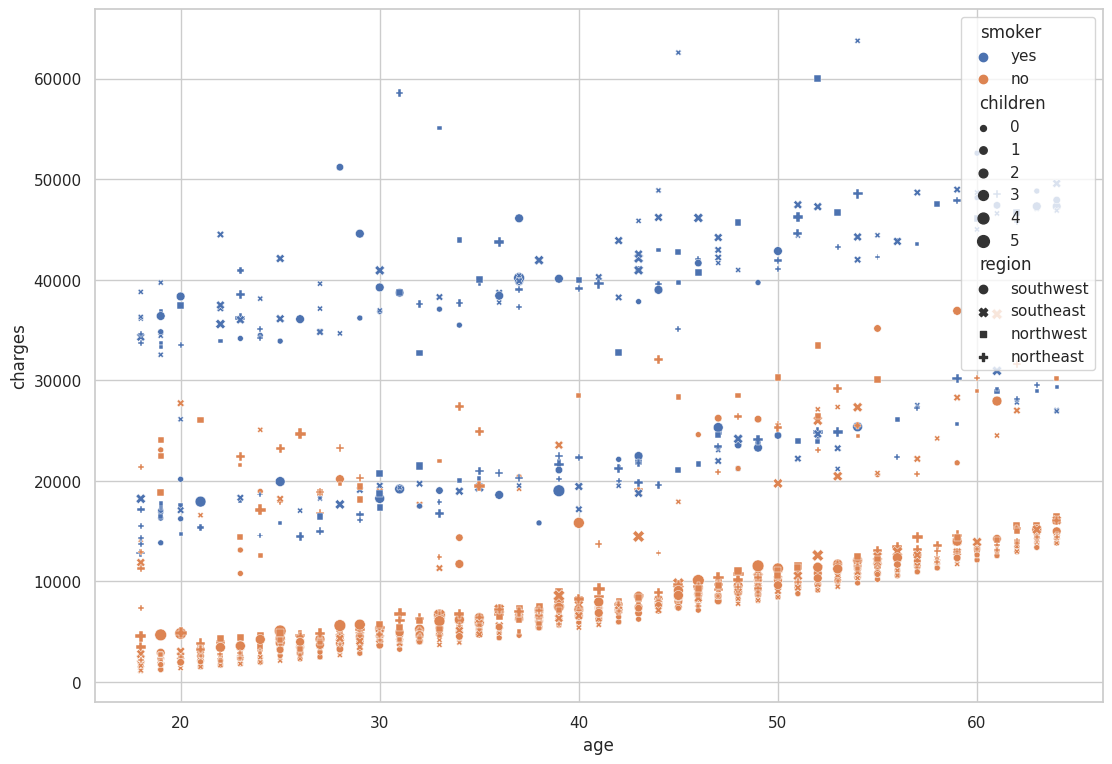 60000
50000
40000
30000
20000
10000
0
charges
20
30
40
50
60
age
smoker
yes
no
children
0
1
2
3
4
5
region
southwest
southeast
northwest
northeast